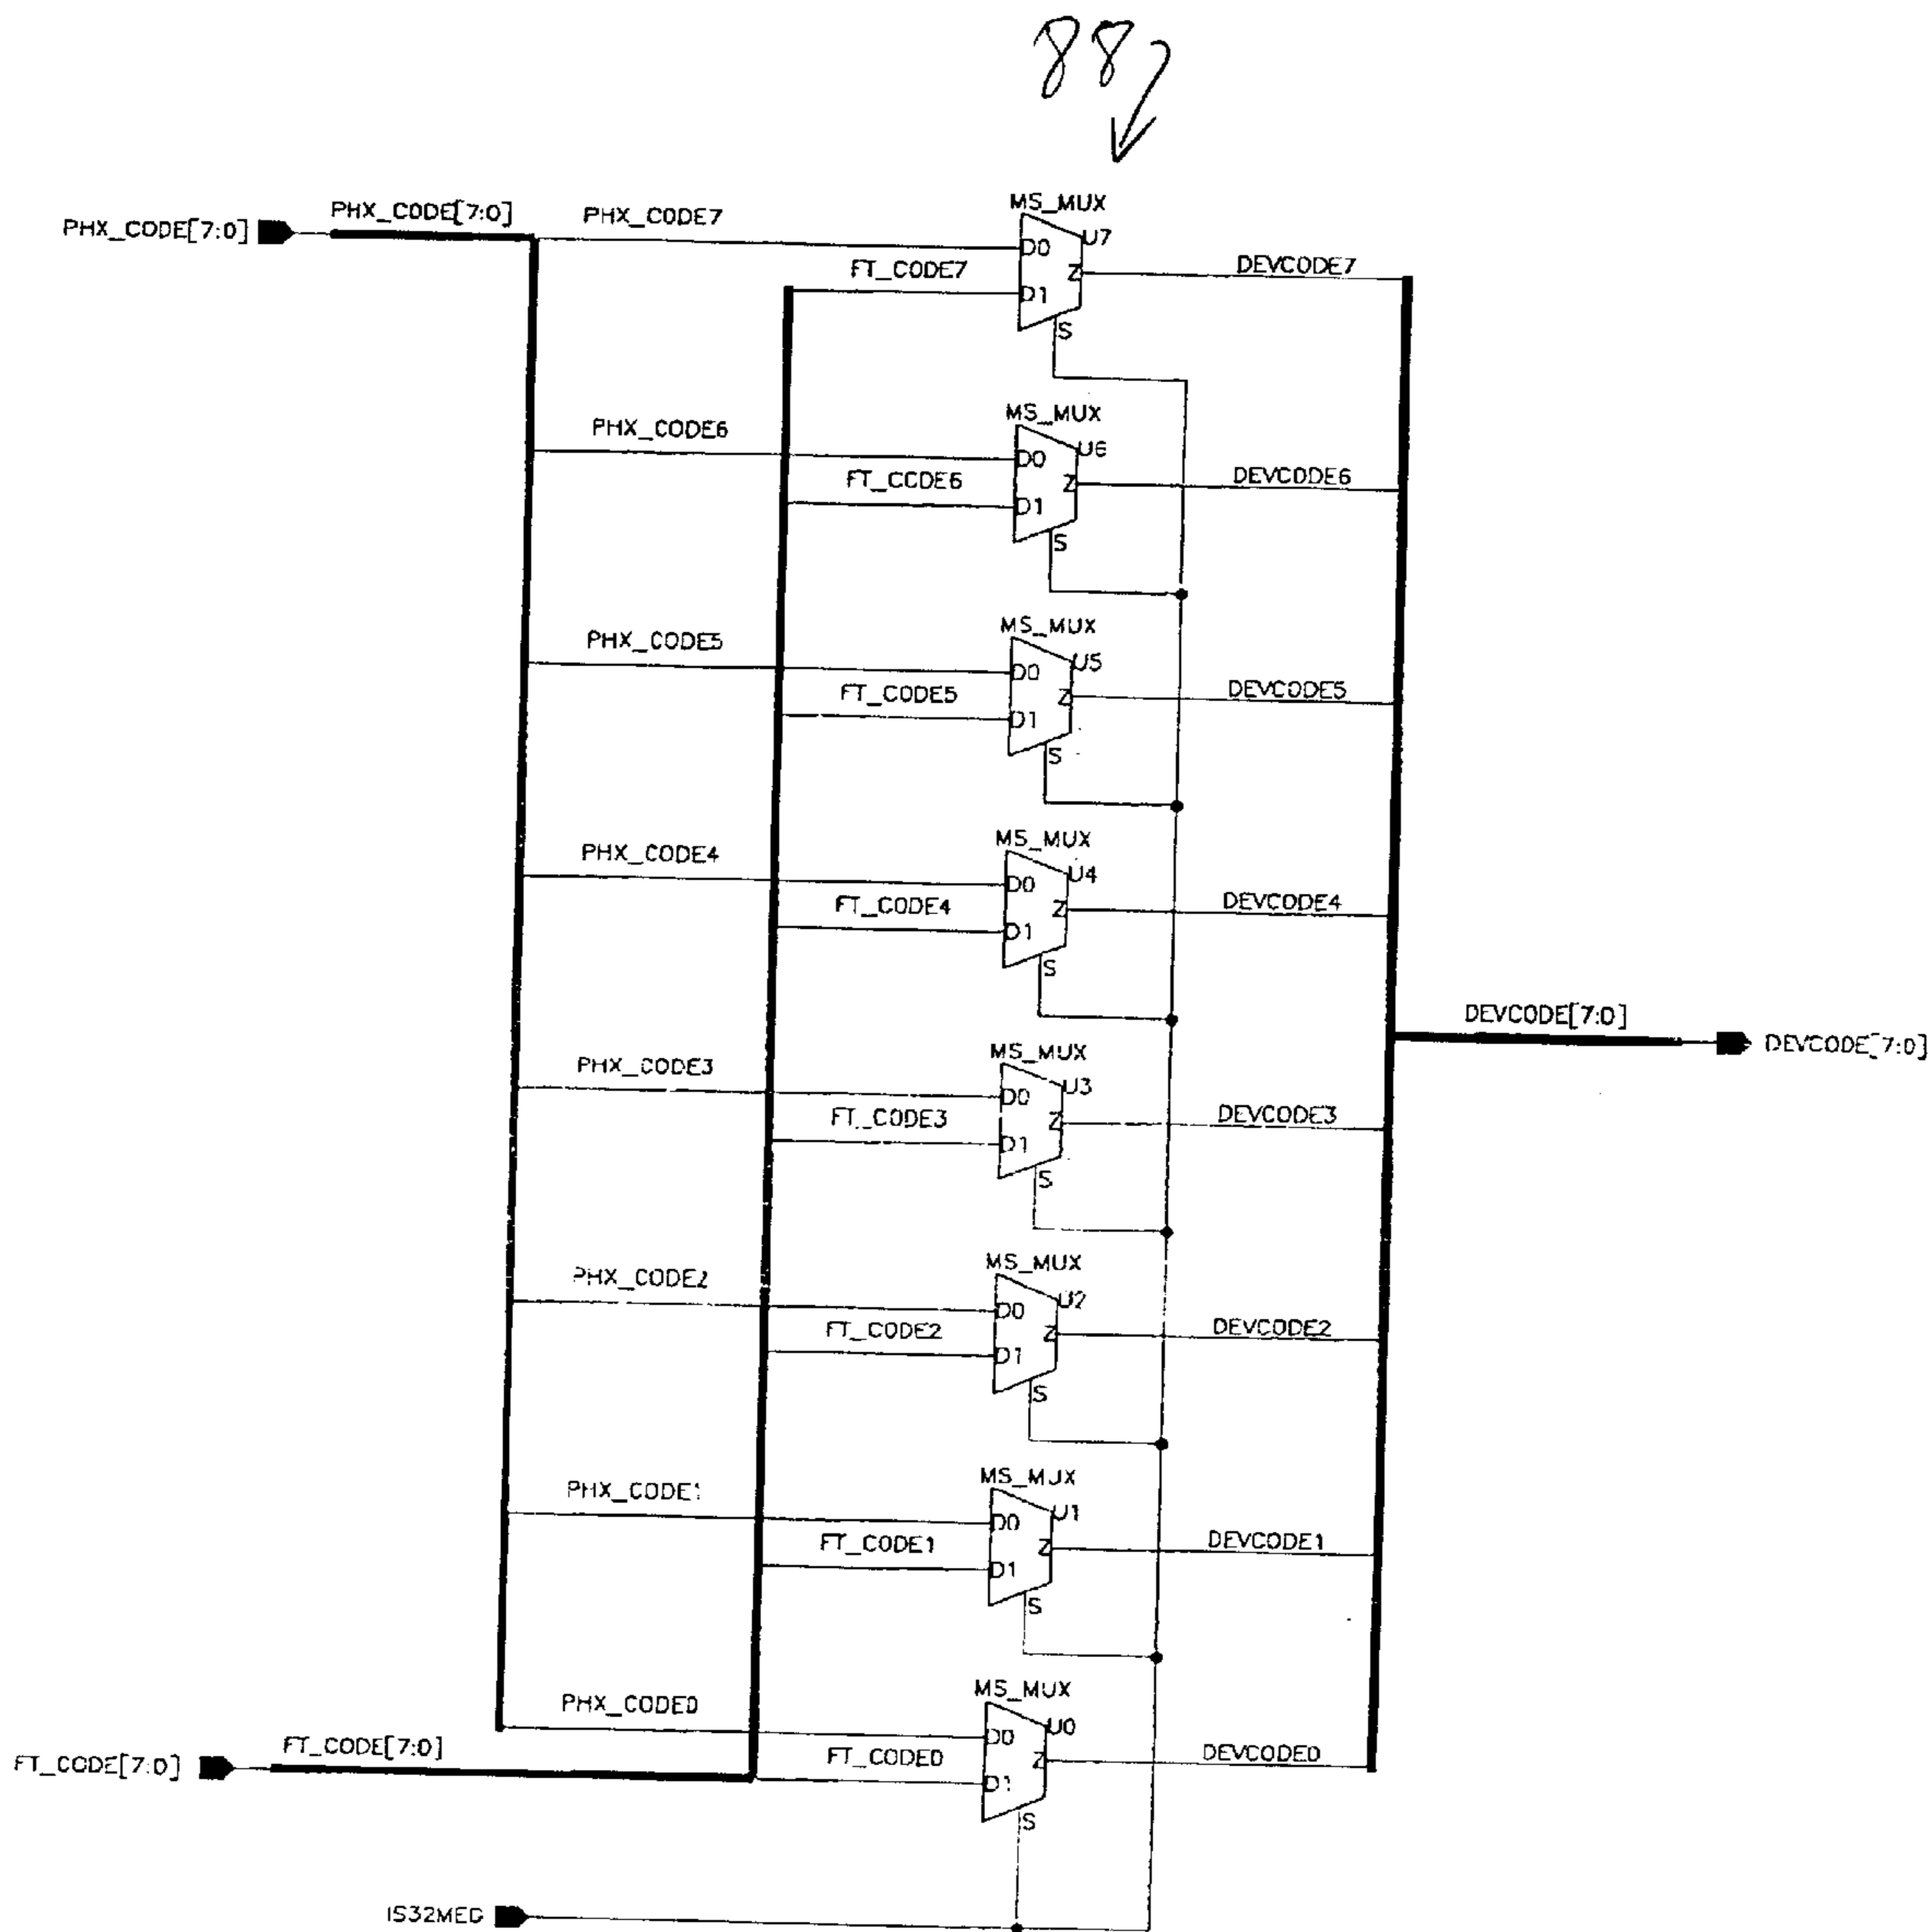 88
PHX_CODE[7:0] PHX_CODE[7:0] PHX_CODE7 MS_MUX
D0 U7
FT_CODE7 Z DEVCODE7
D1
S
MS_MUX
PHX_CODE6 D0 U6
FT_CODE6 Z DEVCODE6
D1
S
MS_MUX
PHX_CODE5 D0 U5
FT_CODE5 Z DEVCODE5
D1
S
MS_MUX
PHX_CODE4 D0 U4
FT_CODE4 Z DEVCODE4
D1
S
DEVCODE[7:0] DEVCODE[7:0]
MS_MUX
PHX_CODE3 D0 U3
FT_CODE3 Z DEVCODE3
D1
S
MS_MUX
PHX_CODE2 D0 U2
FT_CODE2 Z DEVCODE2
D1
S
MS_MUX
PHX_CODE1 D0 U1
FT_CODE1 Z DEVCODE1
D1
S
MS_MUX
PHX_CODE0 D0 U0
FT_CODE[7:0] FT_CODE[7:0] FT_CODE0 Z DEVCODE0
D1
S
IS32MEG